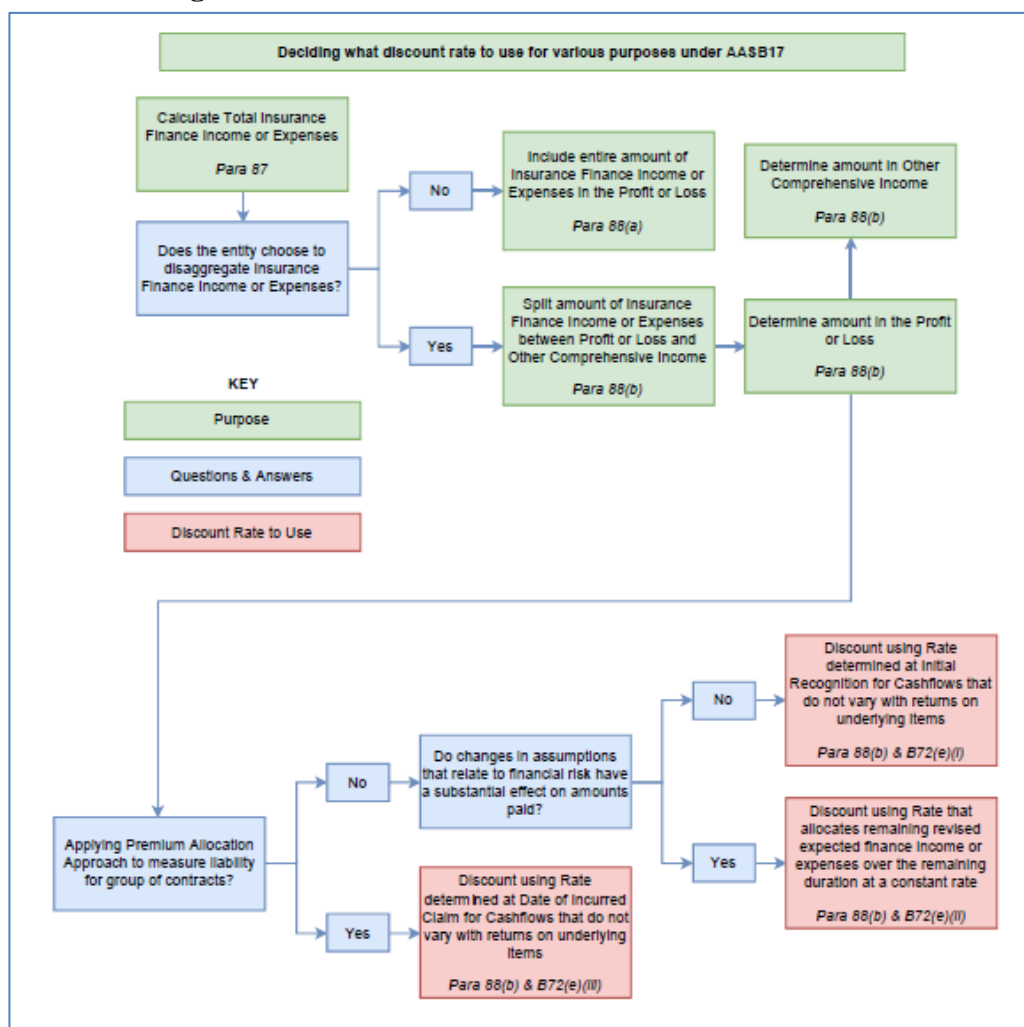 Deciding what discount rate to use for various purposes under AASB17
Calculate Total Insurance
Finance Income or Expenses
Para 87
Does the entity choose to
disaggregate Insurance
Finance Income or Expenses?
No
Include entire amount of
Insurance Finance Income or
Expenses in the Profit or Loss
Para 88(a)
Yes
Split amount of Insurance
Finance Income or Expenses
between Profit or Loss and
Other Comprehensive Income
Para 88(b)
Determine amount in Other
Comprehensive Income
Para 88(b)
Determine amount in the Profit
or Loss
Para 88(b)
KEY
Purpose
Questions & Answers
Discount Rate to Use
Applying Premium Allocation
Approach to measure liability
for group of contracts?
No
Do changes in assumptions
that relate to financial risk have
a substantial effect on amounts
paid?
No
Discount using Rate
determined at Initial
Recognition for Cashflows that
do not vary with returns on
underlying items
Para 88(b) & B72(e)(i)
Yes
Discount using Rate that
allocates remaining revised
expected finance income or
expenses over the remaining
duration at a constant rate
Para 88(b) & B72(e)(ii)
Yes
Discount using Rate
determined at Date of Incurred
Claim for Cashflows that do not
vary with returns on underlying
items
Para 88(b) & B72(e)(iii)